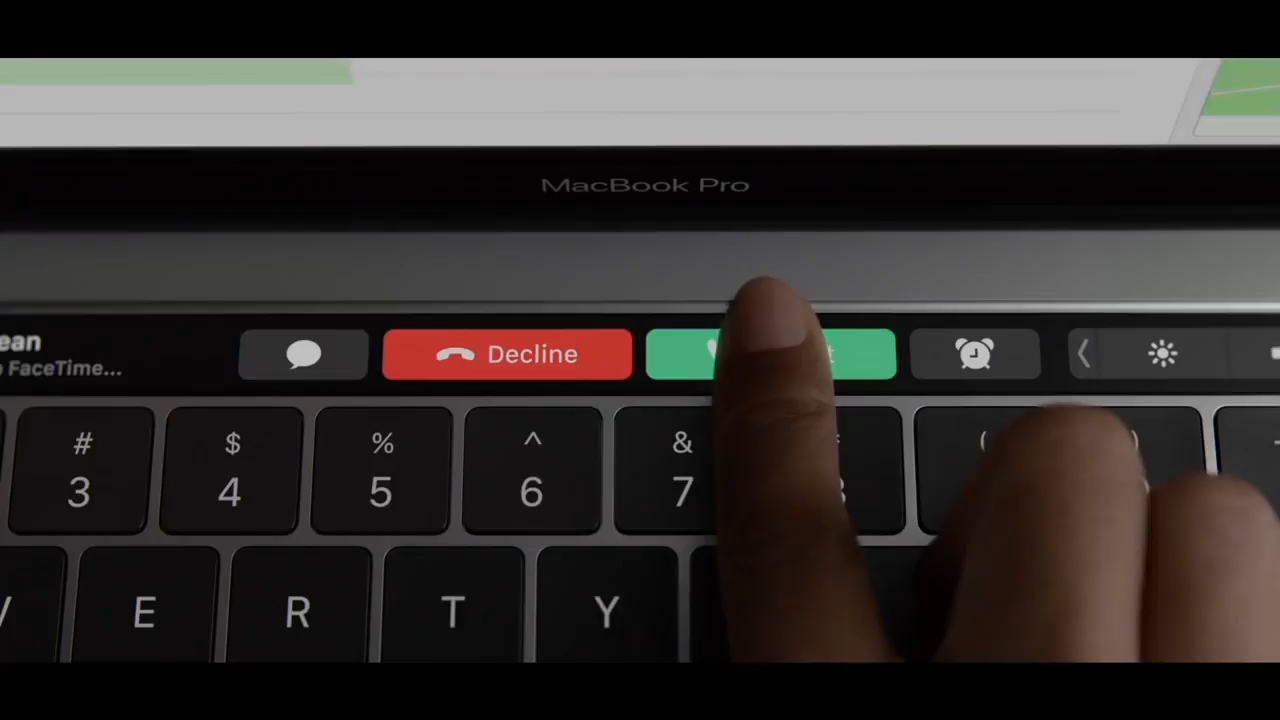 MacBook Pro
ean
FaceTime...
Decline
# $ % ^ &
3 4 5 6 7
E R T Y